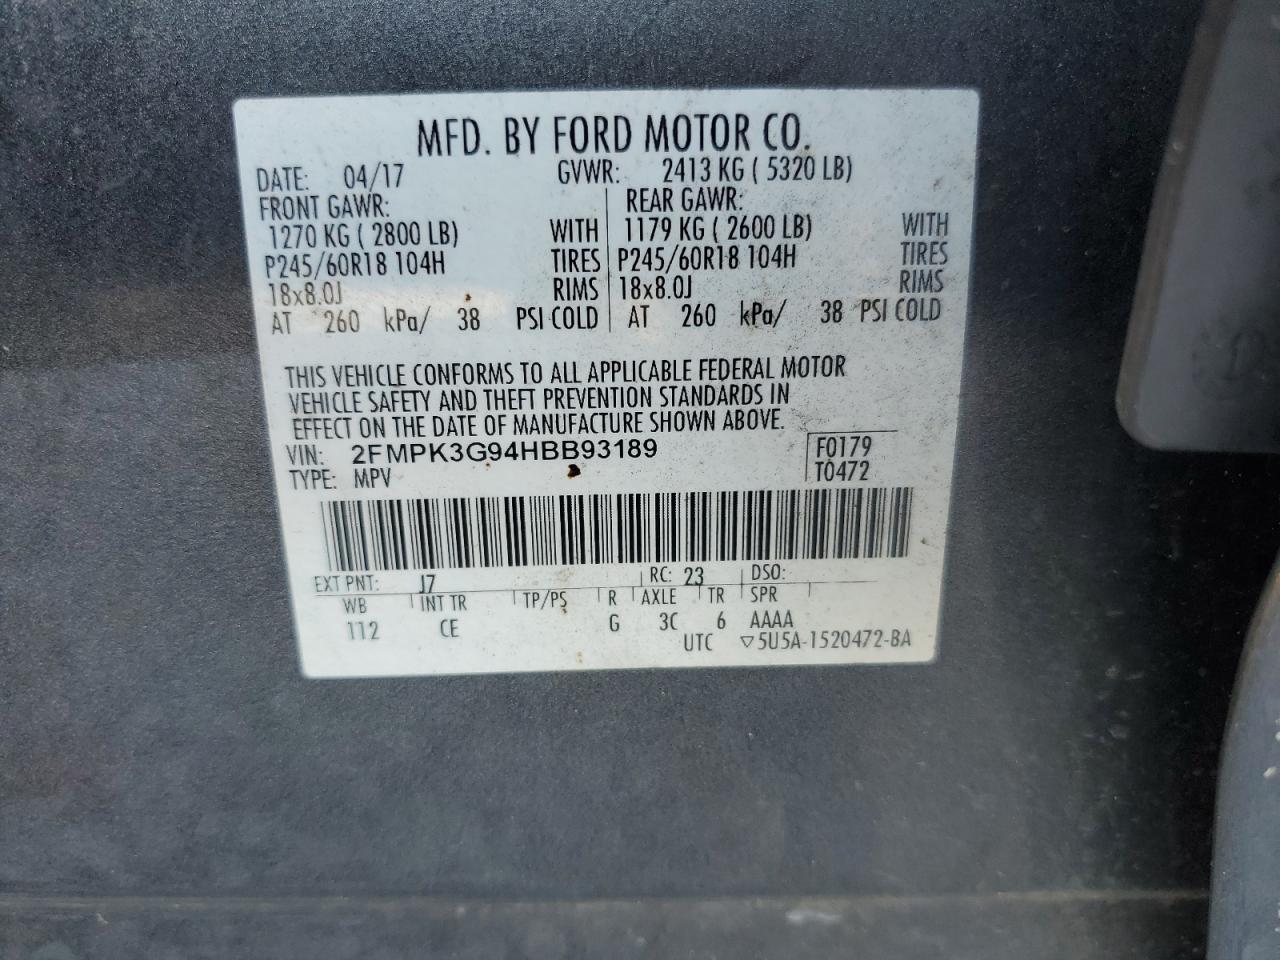 MFD. BY FORD MOTOR CO.
DATE: 04/17 GVWR: 2413 KG ( 5320 LB)
FRONT GAWR: REAR GAWR:
1270 KG ( 2800 LB) WITH 1179 KG ( 2600 LB) WITH
P245/60R18 104H TIRES P245/60R18 104H TIRES
18x8.0J RIMS 18x8.0J RIMS
AT 260 kPa/ 38 PSI COLD AT 260 kPa/ 38 PSI COLD
THIS VEHICLE CONFORMS TO ALL APPLICABLE FEDERAL MOTOR
VEHICLE SAFETY AND THEFT PREVENTION STANDARDS IN
EFFECT ON THE DATE OF MANUFACTURE SHOWN ABOVE.
VIN: 2FMPK3G94HBB93189 F0179
TYPE: MPV T0472
EXT PNT: J7 RC: 23 DSO:
WB INT TR TP/PS R AXLE TR SPR
112 CE G 3C 6 AAAA
UTC ▽5U5A-1520472-BA